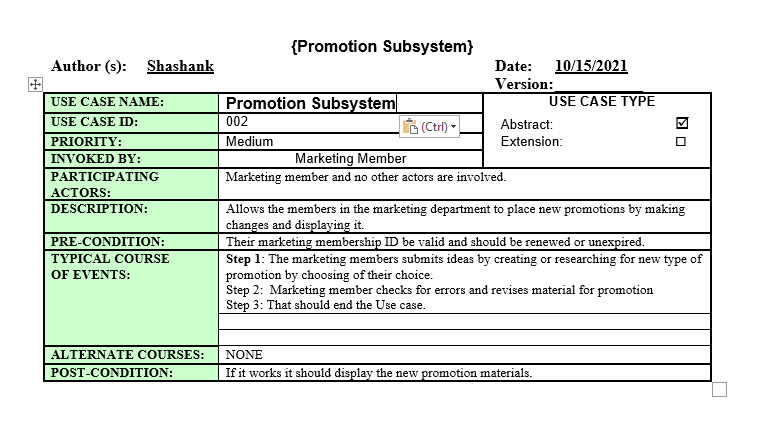 {Promotion Subsystem}
Author (s): Shashank Date: 10/15/2021
Version:
USE CASE NAME: Promotion Subsystem USE CASE TYPE
USE CASE ID: 002 (Ctrl) Abstract:
PRIORITY: Medium Extension:
INVOKED BY: Marketing Member
PARTICIPATING Marketing member and no other actors are involved.
ACTORS:
DESCRIPTION: Allows the members in the marketing department to place new promotions by making
changes and displaying it.
PRE-CONDITION: Their marketing membership ID be valid and should be renewed or unexpired.
TYPICAL COURSE Step 1: The marketing members submits ideas by creating or researching for new type of
OF EVENTS: promotion by choosing of their choice.
Step 2: Marketing member checks for errors and revises material for promotion
Step 3: That should end the Use case.
ALTERNATE COURSES: NONE
POST-CONDITION: If it works it should display the new promotion materials.